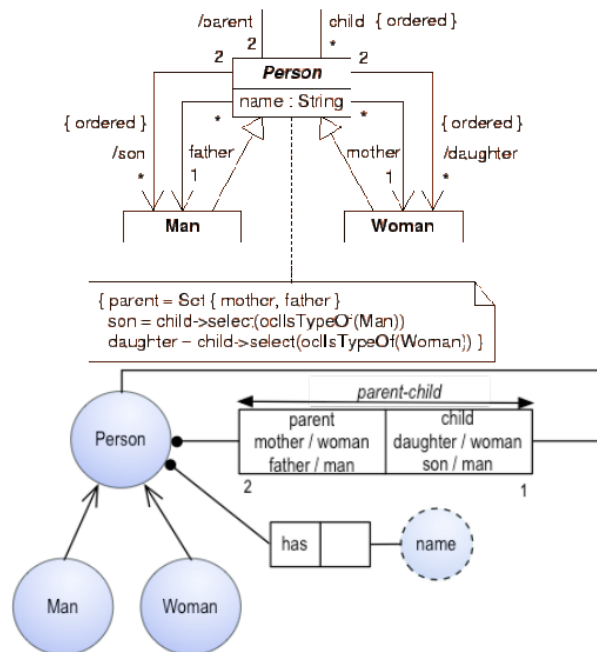 /parent child { ordered }
2 *
2 Person 2
name : String
* *
{ ordered } { ordered }
/son father mother /daughter
* 1 1 *
Man Woman
{ parent = Set { mother, father }
son = child->select(oclIsTypeOf(Man))
daughter = child->select(oclIsTypeOf(Woman)) }
parent-child
Person
parent child
mother / woman daughter / woman
father / man son / man
2 1
has name
Man Woman